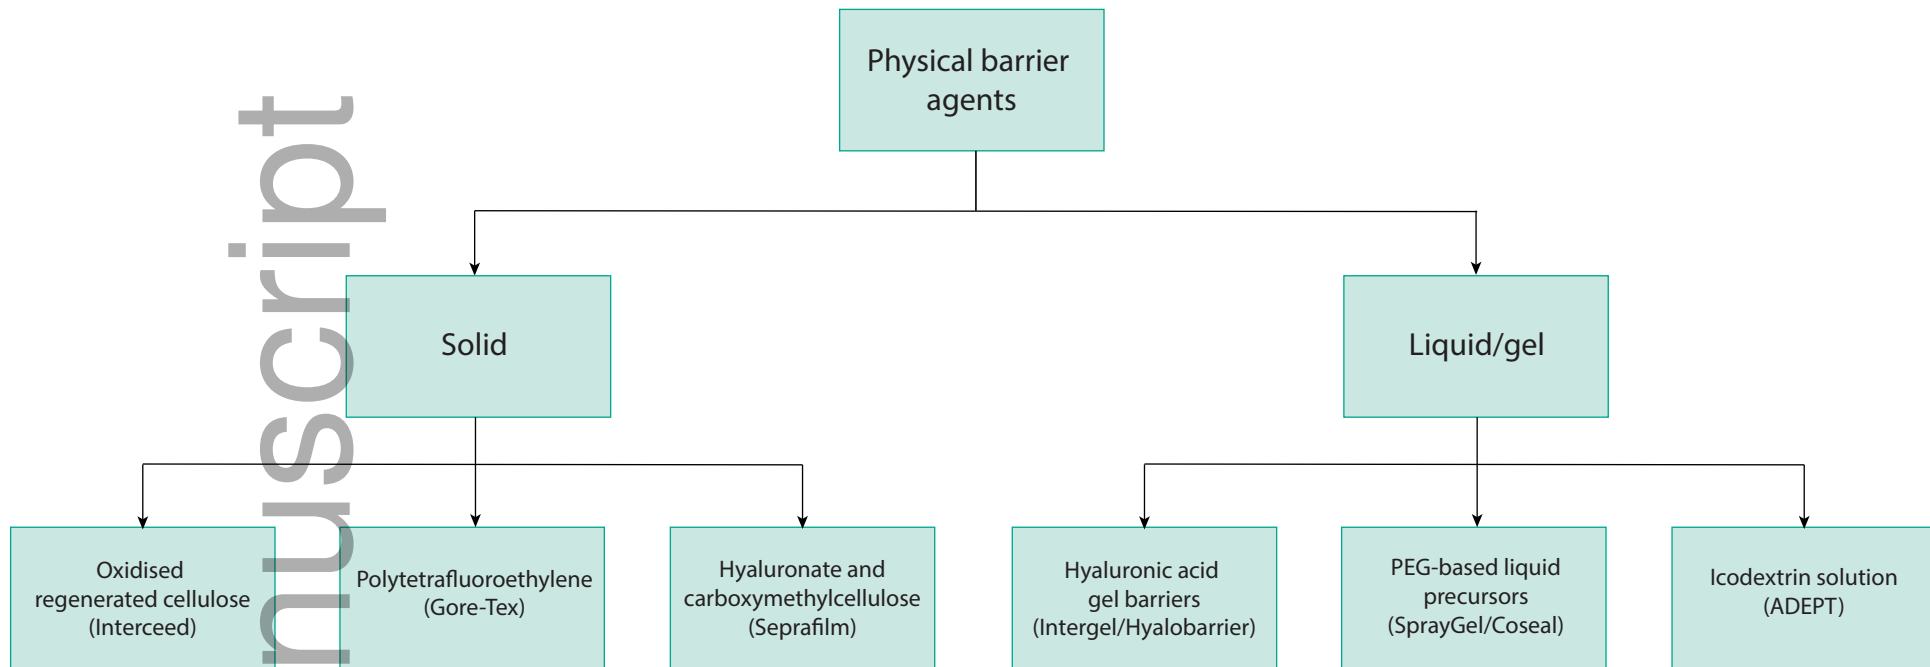 Physical barrier
agents
Solid
Liquid/gel
Oxidised
regenerated cellulose
(Interceed)
Polytetrafluoroethylene
(Gore-Tex)
Hyaluronate and
carboxymethylcellulose
(Seprafilm)
Hyaluronic acid
gel barriers
(Intergel/Hyalobarrier)
PEG-based liquid
precursors
(SprayGel/Coseal)
Icodextrin solution
(ADEPT)
nuscript